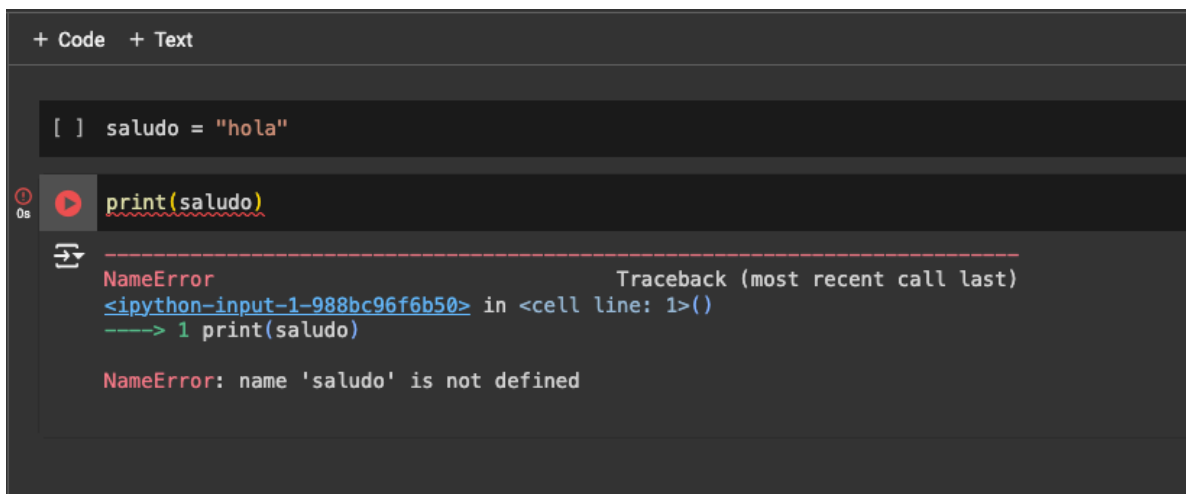 + Code + Text
[ ] saludo = "hola"
print(saludo)
0s
---------------------------------------------------------------------------
NameError Traceback (most recent call last)
<ipython-input-1-988bc96f6b50> in <cell line: 1>()
----> 1 print(saludo)
NameError: name 'saludo' is not defined